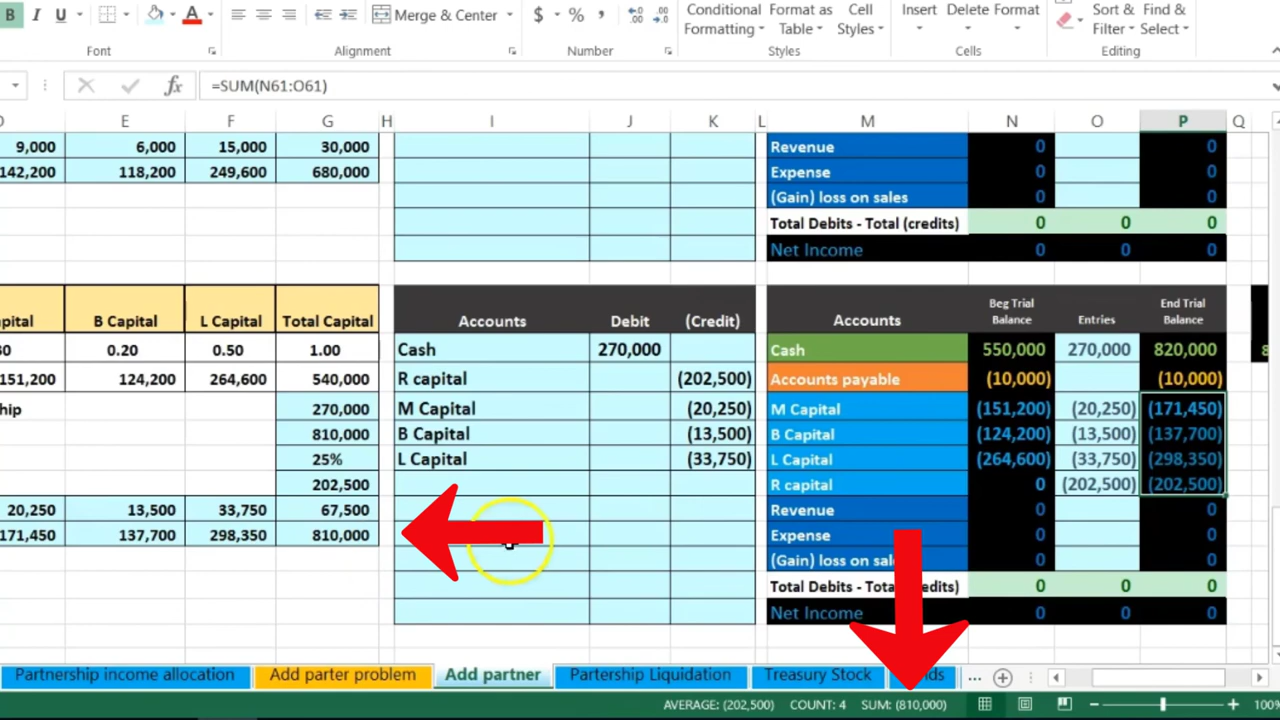 B I U Merge & Center $ % , Conditional Formatting Format as Table Cell Styles Insert Delete Format Sort & Filter Find & Select
Font Alignment Number Styles Cells Editing
fx =SUM(N61:O61)
E F G H I J K L M N O P Q
9,000 6,000 15,000 30,000 Revenue 0 0
142,200 118,200 249,600 680,000 Expense 0 0
(Gain) loss on sales 0 0
Total Debits - Total (credits) 0 0 0
Net Income 0 0 0
B Capital L Capital Total Capital Accounts Debit (Credit) Accounts Beg Trial Balance Entries End Trial Balance
0.20 0.50 1.00 Cash 270,000 Cash 550,000 270,000 820,000
151,200 124,200 264,600 540,000 R capital (202,500) Accounts payable (10,000) (10,000)
270,000 M Capital (20,250) M Capital (151,200) (20,250) (171,450)
810,000 B Capital (13,500) B Capital (124,200) (13,500) (137,700)
25% L Capital (33,750) L Capital (264,600) (33,750) (298,350)
202,500 R capital 0 (202,500) (202,500)
20,250 13,500 33,750 67,500 Revenue 0 0
171,450 137,700 298,350 810,000 Expense 0 0
(Gain) loss on 0 0
Total Debits - 0 0 0
Net Income 0 0 0
Partnership income allocation Add parter problem Add partner Partership Liquidation Treasury Stock ...
AVERAGE: (202,500) COUNT: 4 SUM: (810,000) 100%